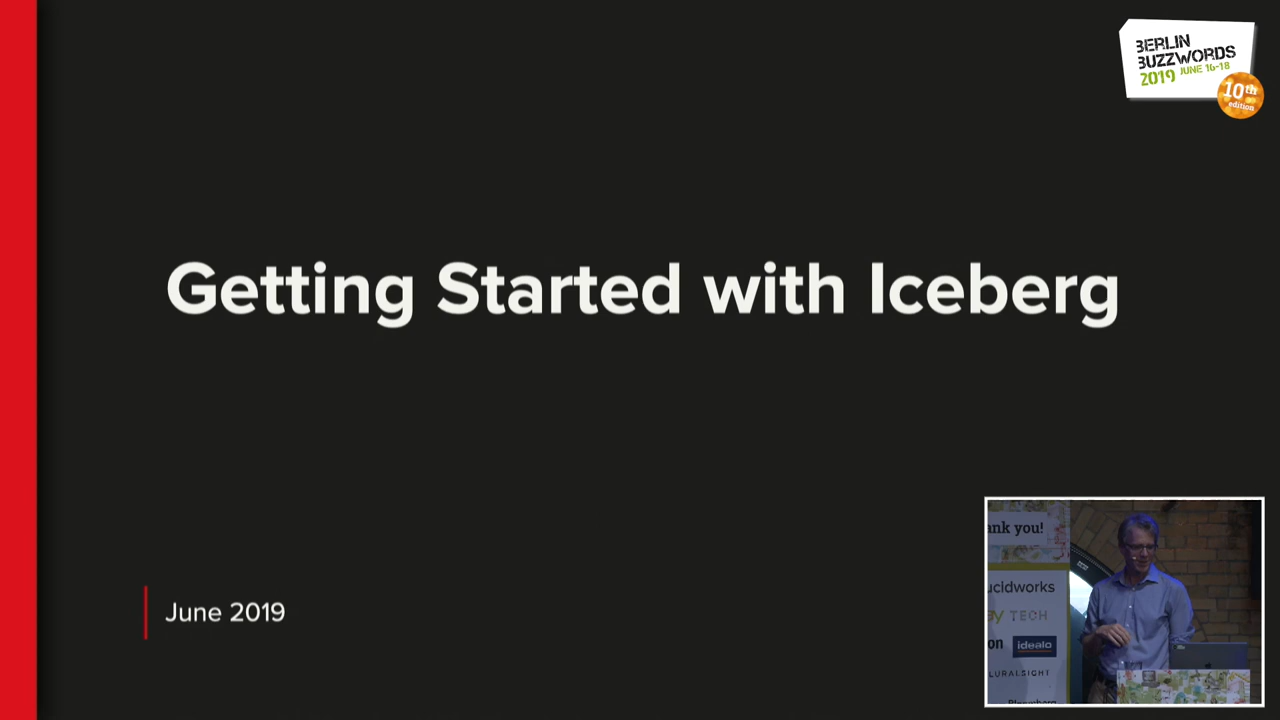 BERLIN
BUZZWORDS
2019 JUNE 16-18
10th
edition
Getting Started with Iceberg
June 2019
ank you!
ucidworks
TECH
on
idealo
LURALSIGHT